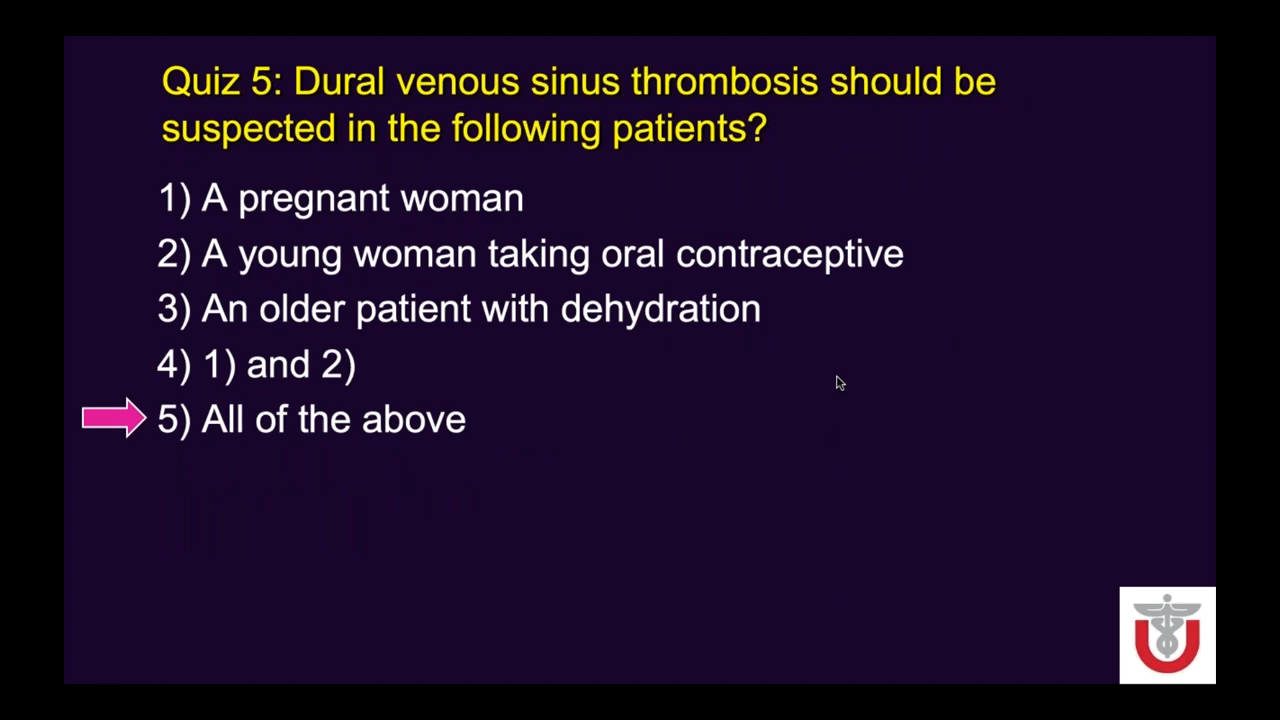 Quiz 5: Dural venous sinus thrombosis should be
suspected in the following patients?
1) A pregnant woman
2) A young woman taking oral contraceptive
3) An older patient with dehydration
4) 1) and 2)
5) All of the above